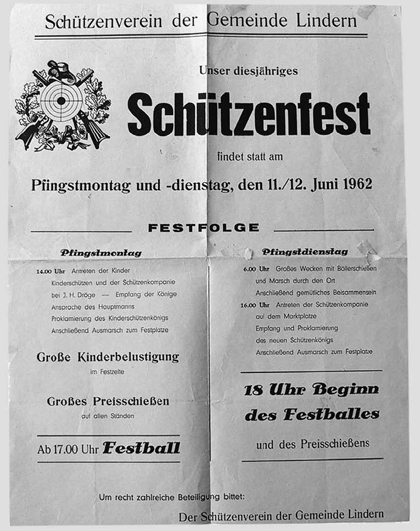 Schützenverein der Gemeinde Lindern
Unser diesjähriges
Schützenfest
findet statt am
Pfingstmontag und -dienstag, den 11./12. Juni 1962
FESTFOLGE
Pfingstmontag
14.00 Uhr Antreten der Kinder
Kinderschützen und der Schützenkompanie
bei J. H. Dröge — Empfang der Könige
Ansprache des Hauptmanns
Proklamierung des Kinderschützenkönigs
Anschließend Ausmarsch zum Festplatze
Große Kinderbelustigung
im Festzelte
Großes Preisschießen
auf allen Ständen
Ab 17.00 Uhr Festball
Pfingstdienstag
6.00 Uhr Großes Wecken mit Böllerschießen
und Marsch durch den Ort
Anschließend gemütliches Beisammensein
16.00 Uhr Antreten der Schützenkompanie
auf dem Marktplatze
Empfang und Proklamierung
des neuen Schützenkönigs
Anschließend Ausmarsch zum Festplatze
18 Uhr Beginn
des Festballes
und des Preisschießens
Um recht zahlreiche Beteiligung bittet:
Der Schützenverein der Gemeinde Lindern